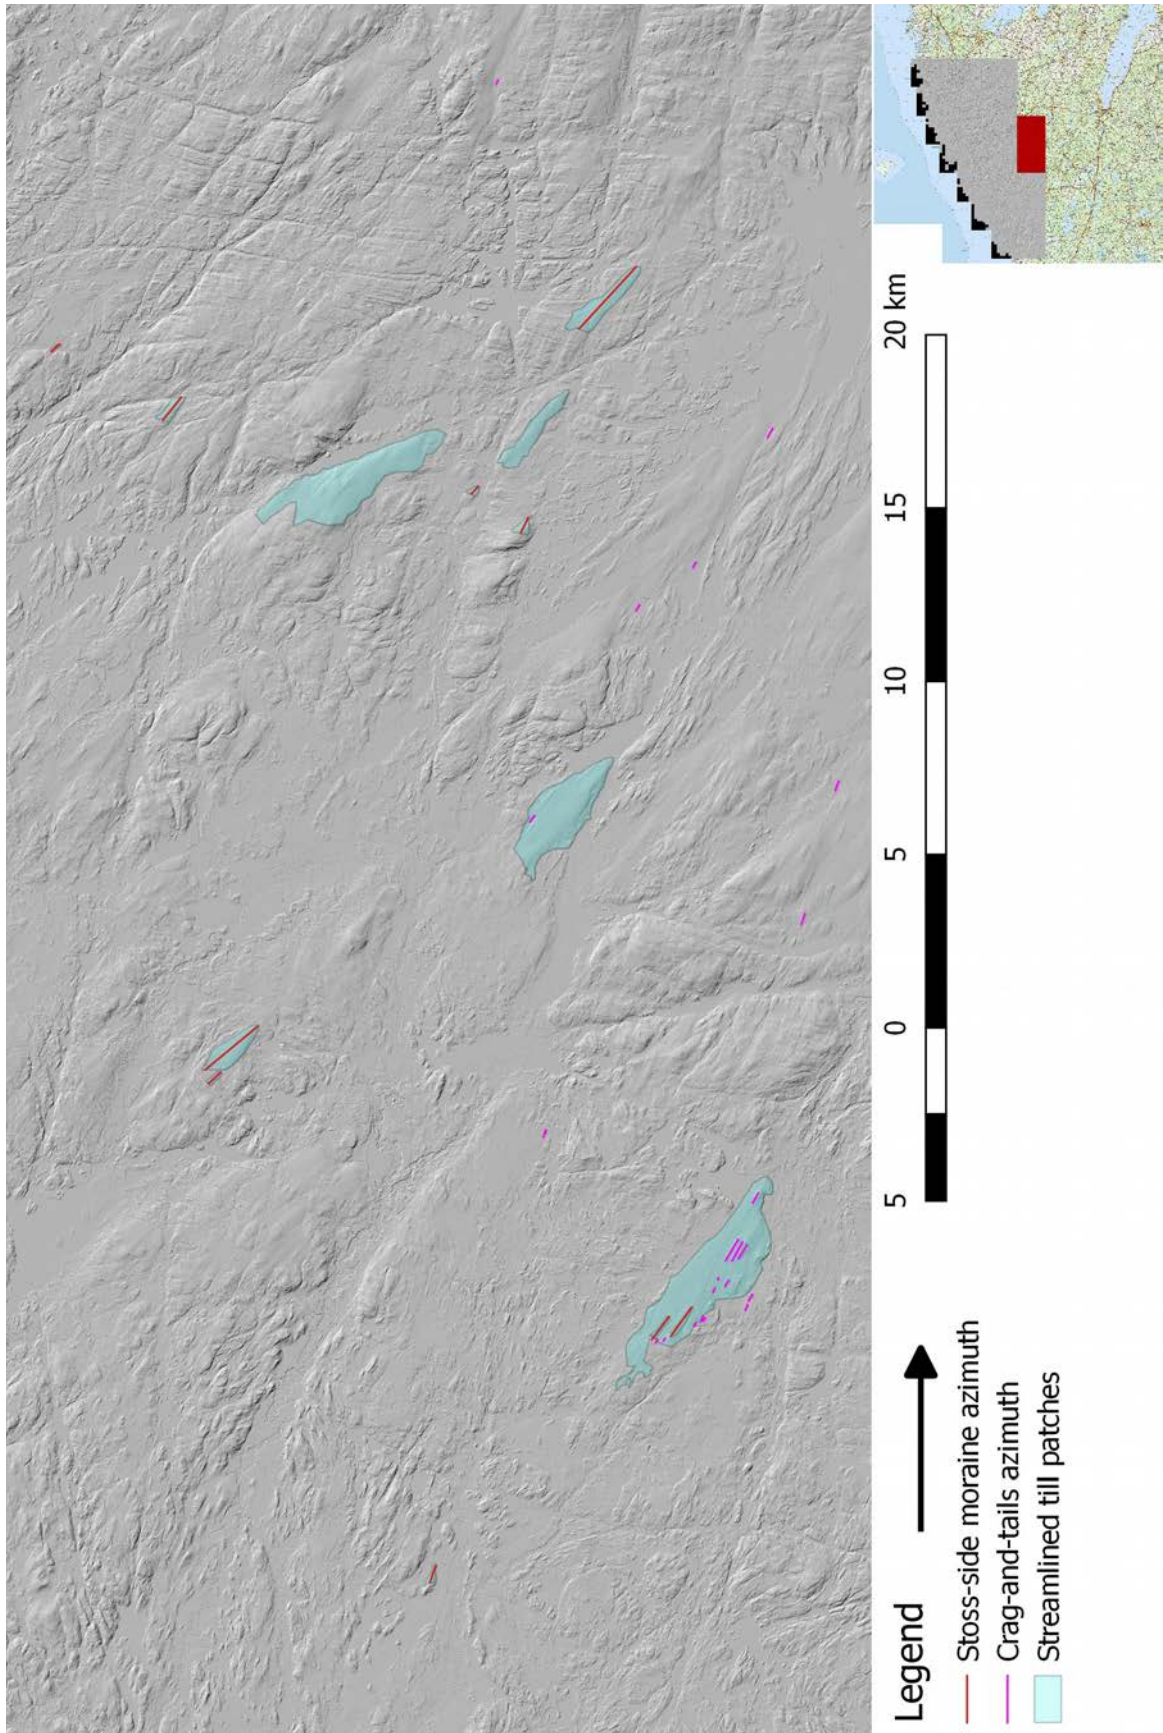 Legend
Stoss-side moraine azimuth
Crag-and-tails azimuth
Streamlined till patches
5 0 5 10 15 20 km